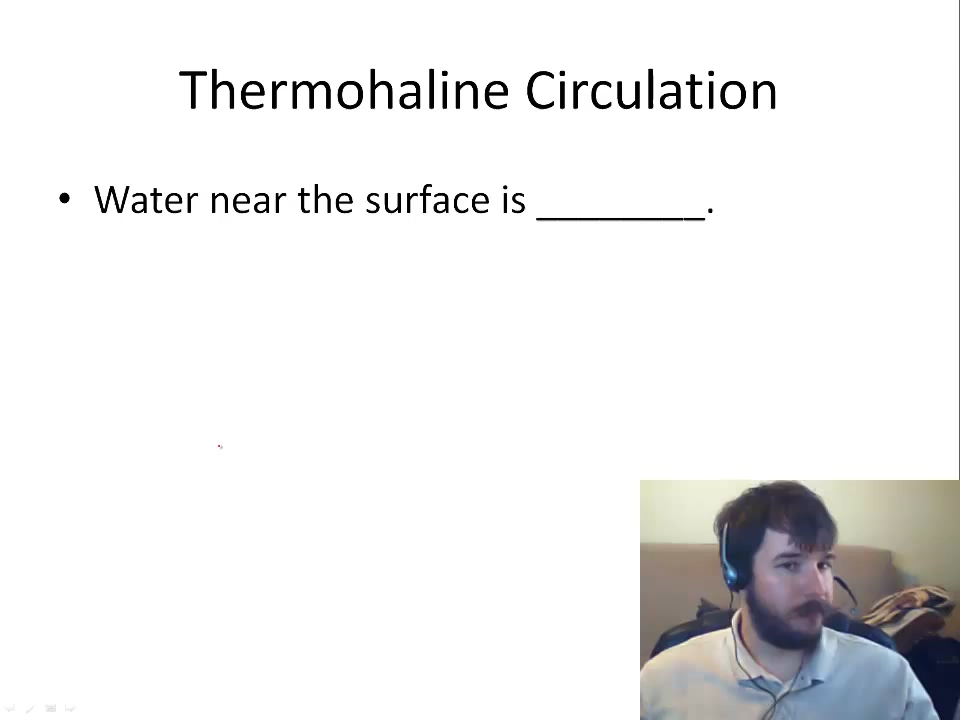 Thermohaline Circulation
• Water near the surface is ________.